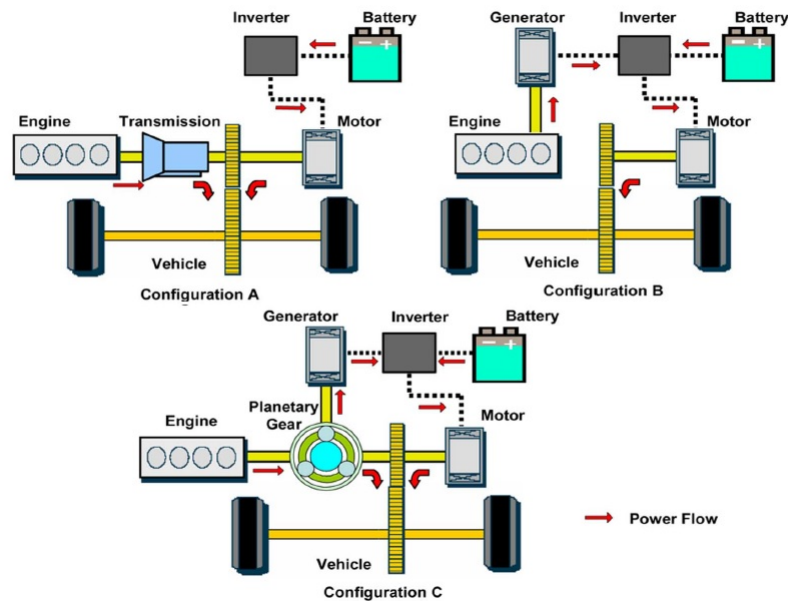 Inverter Battery
Engine Transmission Motor
Vehicle
Configuration A
Generator Inverter Battery
Engine Motor
Vehicle
Configuration B
Generator Inverter Battery
Planetary
Gear
Engine Motor
Vehicle
Configuration C
Power Flow